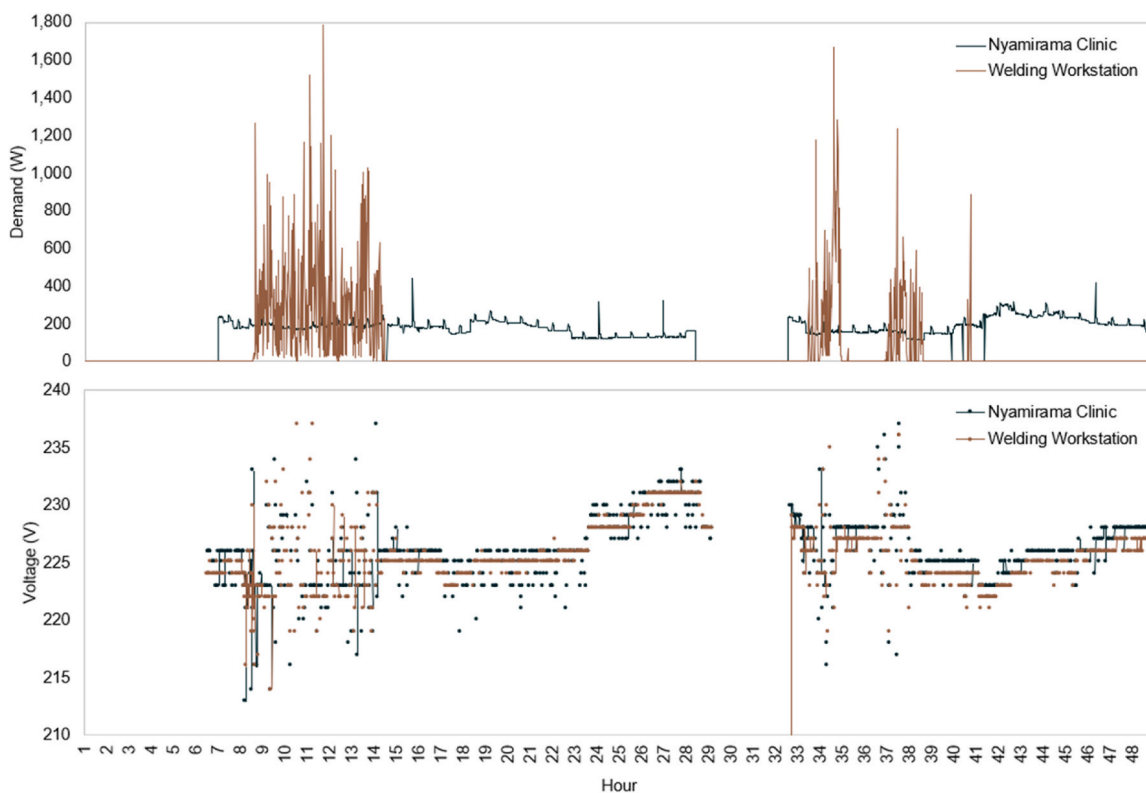 1,800
1,600
1,400
1,200
1,000
800
600
400
200
0
Demand (W)
Nyamirama Clinic
Welding Workstation
240
235
230
225
220
215
210
Voltage (V)
Nyamirama Clinic
Welding Workstation
1 2 3 4 5 6 7 8 9 10 11 12 13 14 15 16 17 18 19 20 21 22 23 24 25 26 27 28 29 30 31 32 33 34 35 36 37 38 39 40 41 42 43 44 45 46 47 48
Hour